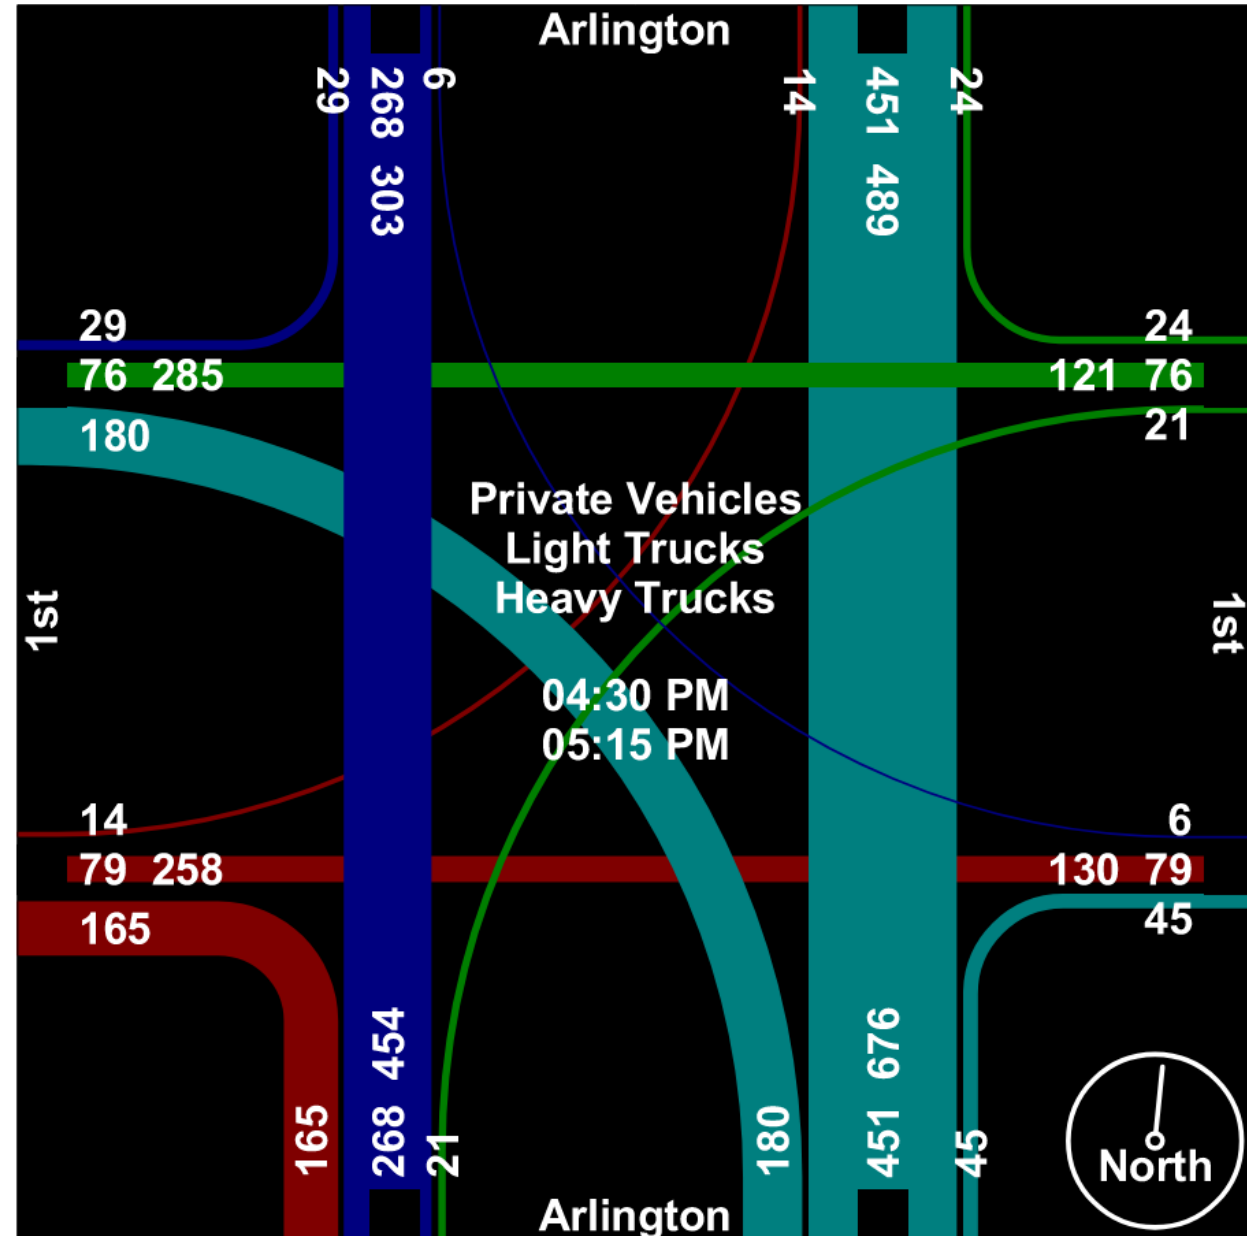 Arlington
29
268 303
6
14
451 489
24
29
76 285
180
24
121 76
21
Private Vehicles
Light Trucks
Heavy Trucks
1st
1st
04:30 PM
05:15 PM
14
79 258
165
6
130 79
45
165
268 454
21
180
451 676
45
North
Arlington